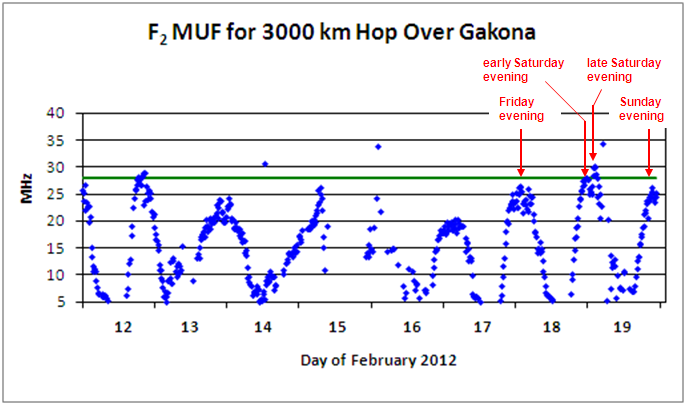 F2 MUF for 3000 km Hop Over Gakona
early Saturday
evening
late Saturday
evening
Friday
evening
Sunday
evening
40
35
30
25
20
15
10
5
MHz
12 13 14 15 16 17 18 19
Day of February 2012